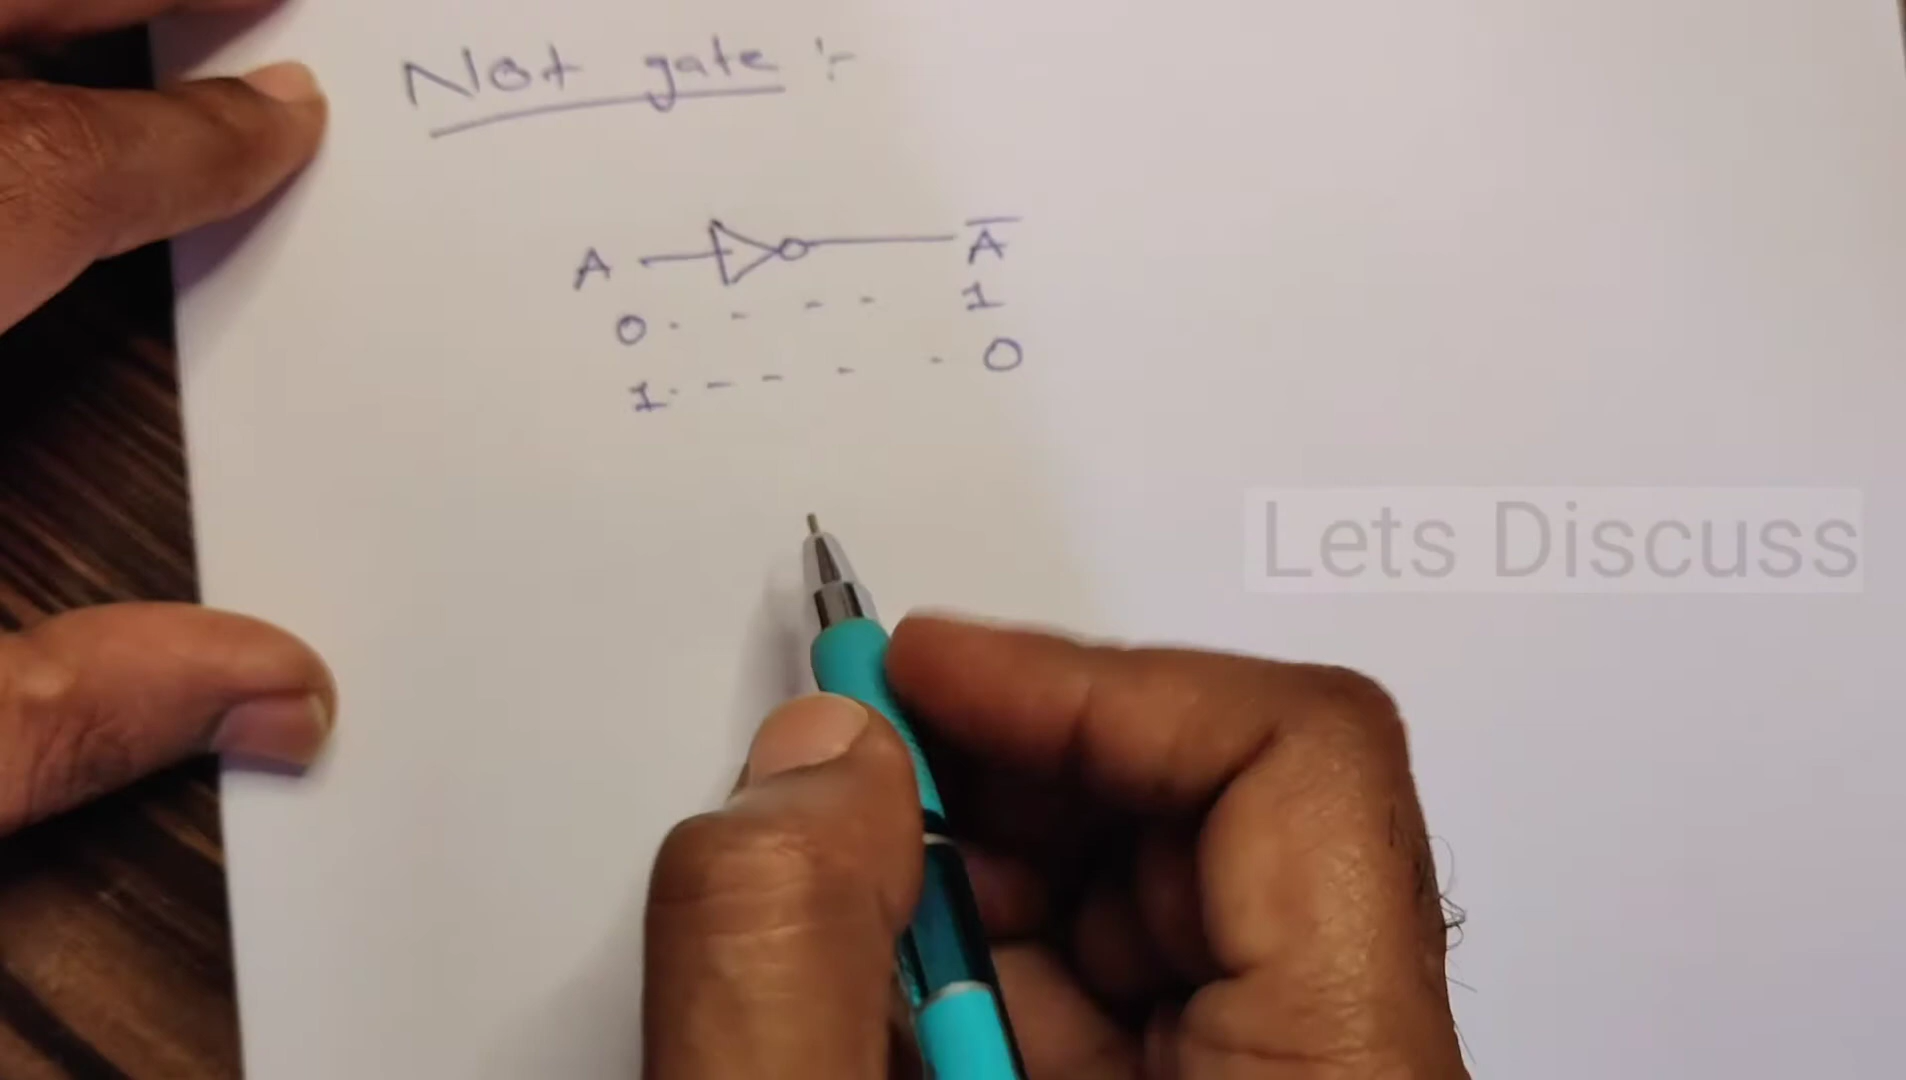 Not gate :-
A Ā
0 - - - - 1
1 - - - - - 0
Lets Discuss